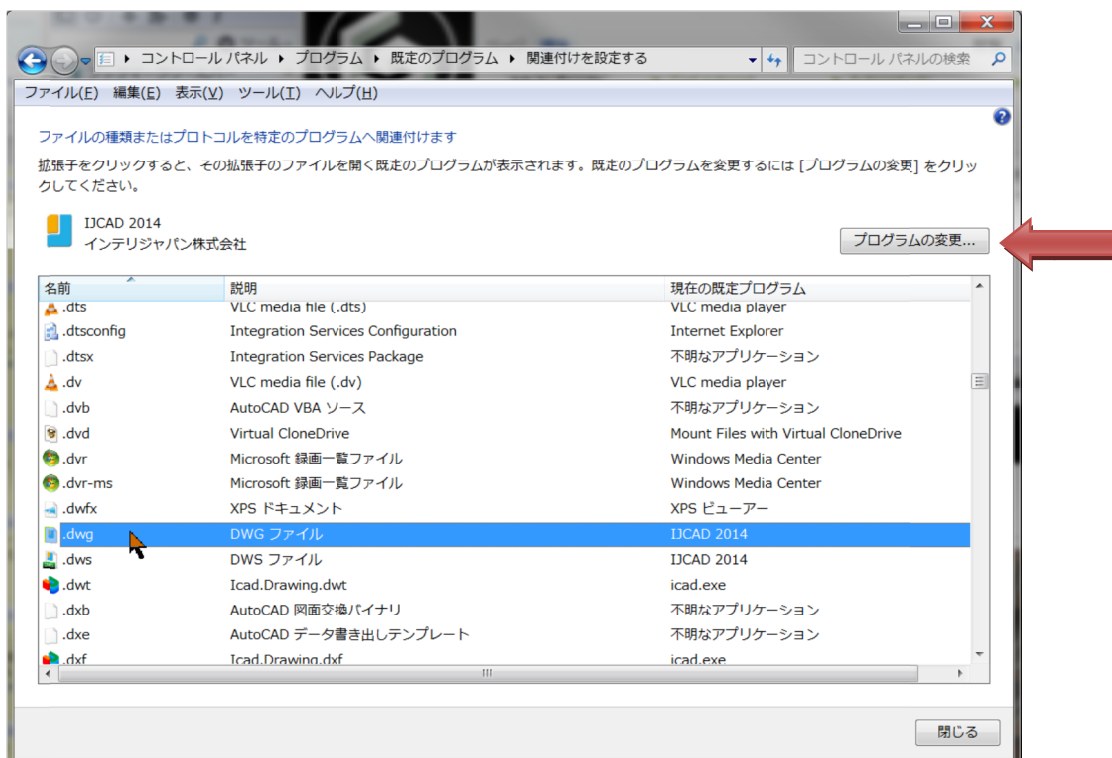 コントロール パネル ▸ プログラム ▸ 既定のプログラム ▸ 関連付けを設定する
コントロール パネルの検索
ファイル(F) 編集(E) 表示(V) ツール(T) ヘルプ(H)
ファイルの種類またはプロトコルを特定のプログラムへ関連付けます
拡張子をクリックすると、その拡張子のファイルを開く既定のプログラムが表示されます。既定のプログラムを変更するには [プログラムの変更] をクリッ
クしてください。
IJCAD 2014
インテリジャパン株式会社
プログラムの変更...
名前 説明 現在の既定プログラム
.dts VLC media file (.dts) VLC media player
.dtsconfig Integration Services Configuration Internet Explorer
.dtsx Integration Services Package 不明なアプリケーション
.dv VLC media file (.dv) VLC media player
.dvb AutoCAD VBA ソース 不明なアプリケーション
.dvd Virtual CloneDrive Mount Files with Virtual CloneDrive
.dvr Microsoft 録画一覧ファイル Windows Media Center
.dvr-ms Microsoft 録画一覧ファイル Windows Media Center
.dwfx XPS ドキュメント XPS ビューアー
.dwg DWG ファイル IJCAD 2014
.dws DWS ファイル IJCAD 2014
.dwt Icad.Drawing.dwt icad.exe
.dxb AutoCAD 図面交換バイナリ 不明なアプリケーション
.dxe AutoCAD データ書き出しテンプレート 不明なアプリケーション
.dxf Icad.Drawing.dxf icad.exe
閉じる